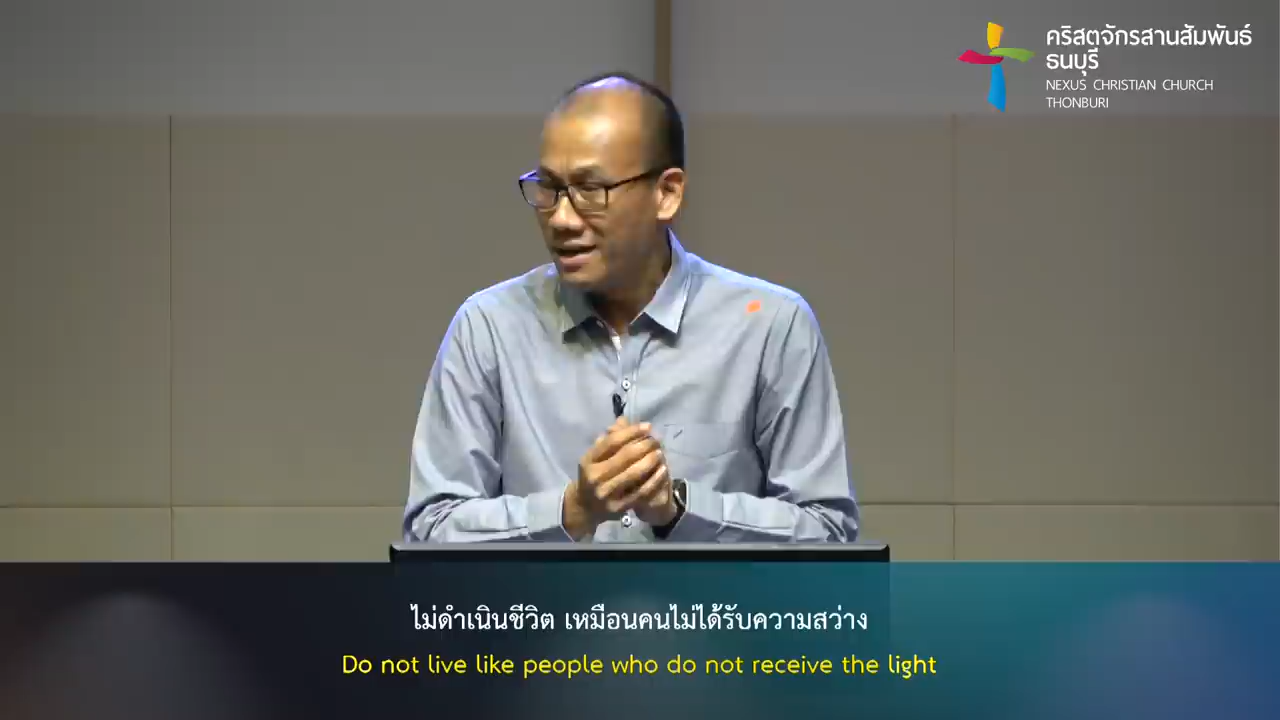 คริสตจักรสานสัมพันธ์
ธนบุรี
NEXUS CHRISTIAN CHURCH
THONBURI
ไม่ดำเนินชีวิต เหมือนคนไม่ได้รับความสว่าง
Do not live like people who do not receive the light